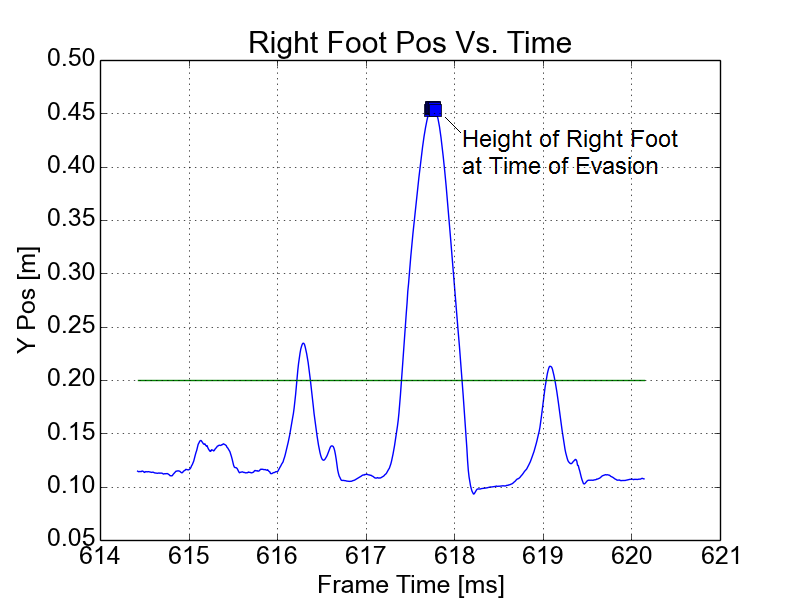 Right Foot Pos Vs. Time
0.50
0.45
Height of Right Foot
at Time of Evasion
0.40
0.35
0.30
0.25
0.20
0.15
0.10
0.05
Y Pos [m]
614 615 616 617 618 619 620 621
Frame Time [ms]